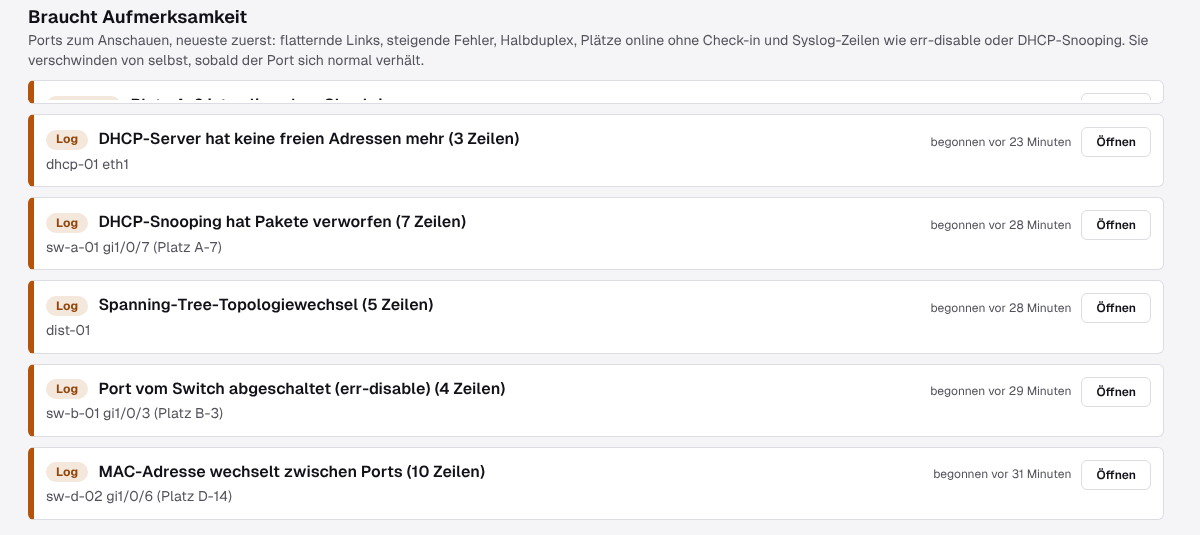 Braucht Aufmerksamkeit
Ports zum Anschauen, neueste zuerst: flatternde Links, steigende Fehler, Halbduplex, Plätze online ohne Check-in und Syslog-Zeilen wie err-disable oder DHCP-Snooping. Sie
verschwinden von selbst, sobald der Port sich normal verhält.
Log DHCP-Server hat keine freien Adressen mehr (3 Zeilen) begonnen vor 23 Minuten Öffnen
dhcp-01 eth1
Log DHCP-Snooping hat Pakete verworfen (7 Zeilen) begonnen vor 28 Minuten Öffnen
sw-a-01 gi1/0/7 (Platz A-7)
Log Spanning-Tree-Topologiewechsel (5 Zeilen) begonnen vor 28 Minuten Öffnen
dist-01
Log Port vom Switch abgeschaltet (err-disable) (4 Zeilen) begonnen vor 29 Minuten Öffnen
sw-b-01 gi1/0/3 (Platz B-3)
Log MAC-Adresse wechselt zwischen Ports (10 Zeilen) begonnen vor 31 Minuten Öffnen
sw-d-02 gi1/0/6 (Platz D-14)